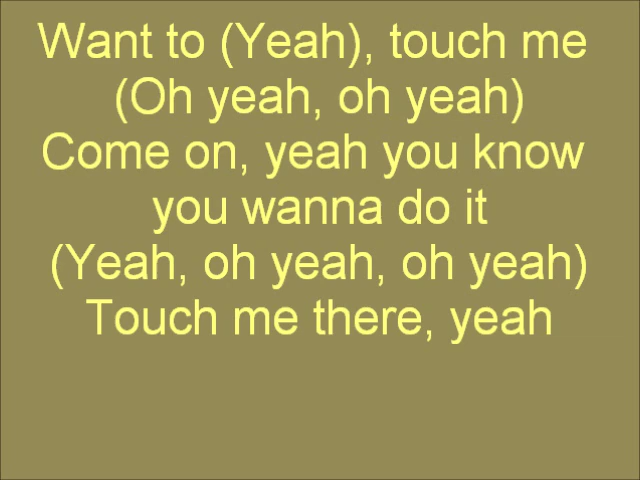 Want to (Yeah), touch me
(Oh yeah, oh yeah)
Come on, yeah you know
you wanna do it
(Yeah, oh yeah, oh yeah)
Touch me there, yeah